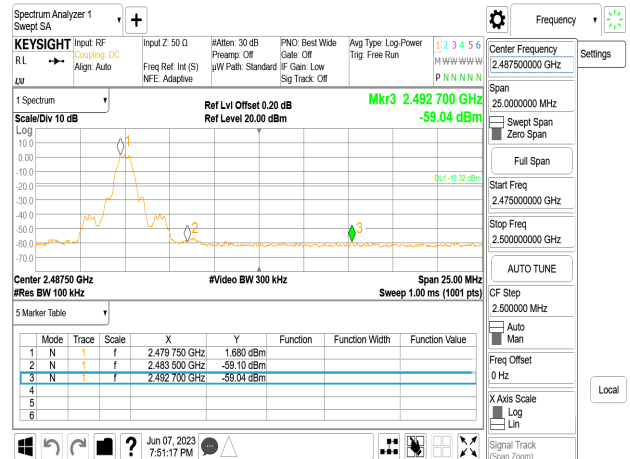 Spectrum Analyzer 1
Swept SA
Frequency
KEYSIGHT
Input: RF
Coupling: DC
Align: Auto
Input Z: 50 Ω
Freq Ref: Int (S)
NFE: Adaptive
#Atten: 30 dB
Preamp: Off
µW Path: Standard
PNO: Best Wide
Gate: Off
IF Gain: Low
Sig Track: Off
Avg Type: Log-Power
Trig: Free Run
1 2 3 4 5 6
M W W W W W
P N N N N N
R L
Center Frequency
2.487500000 GHz
Settings
1 Spectrum
Scale/Div 10 dB
Ref Lvl Offset 0.20 dB
Ref Level 20.00 dBm
Mkr3 2.492 700 GHz
-59.04 dBm
Span
25.0000000 MHz
Swept Span
Zero Span
Log
10.0
0.00
-10.0
-20.0
-30.0
-40.0
-50.0
-60.0
-70.0
1
2
3
DL1 -18.32 dBm
Full Span
Start Freq
2.475000000 GHz
Stop Freq
2.500000000 GHz
AUTO TUNE
Center 2.48750 GHz
#Res BW 100 kHz
#Video BW 300 kHz
Span 25.00 MHz
Sweep 1.00 ms (1001 pts)
CF Step
2.500000 MHz
Auto
Man
5 Marker Table
Mode Trace Scale X Y Function Function Width Function Value
1 N 1 f 2.479 750 GHz 1.680 dBm
2 N 1 f 2.483 500 GHz -59.10 dBm
3 N 1 f 2.492 700 GHz -59.04 dBm
4
5
6
Freq Offset
0 Hz
X Axis Scale
Log
Lin
Local
Signal Track
(Span Zoom)
?
Jun 07, 2023
7:51:17 PM